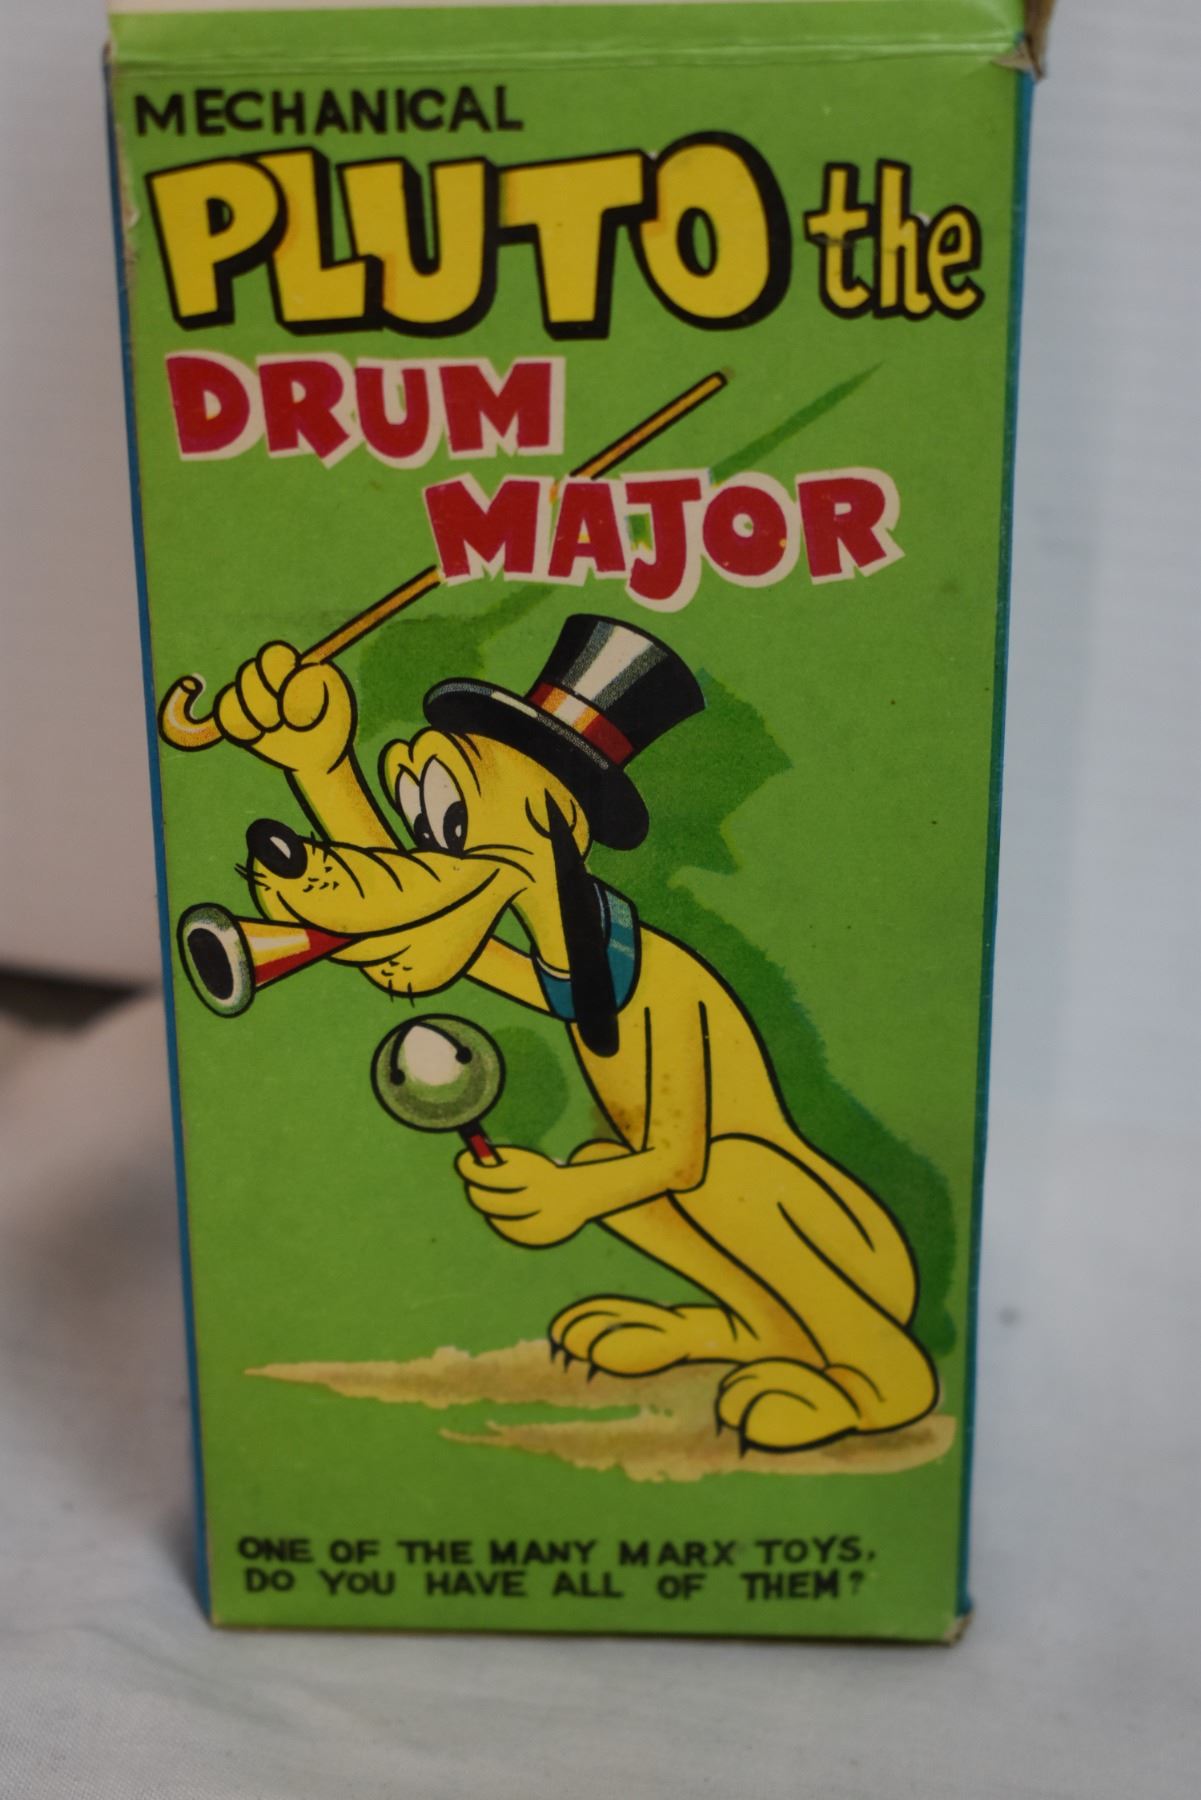 MECHANICAL
PLUTO the
DRUM
MAJOR
ONE OF THE MANY MARX TOYS.
DO YOU HAVE ALL OF THEM?